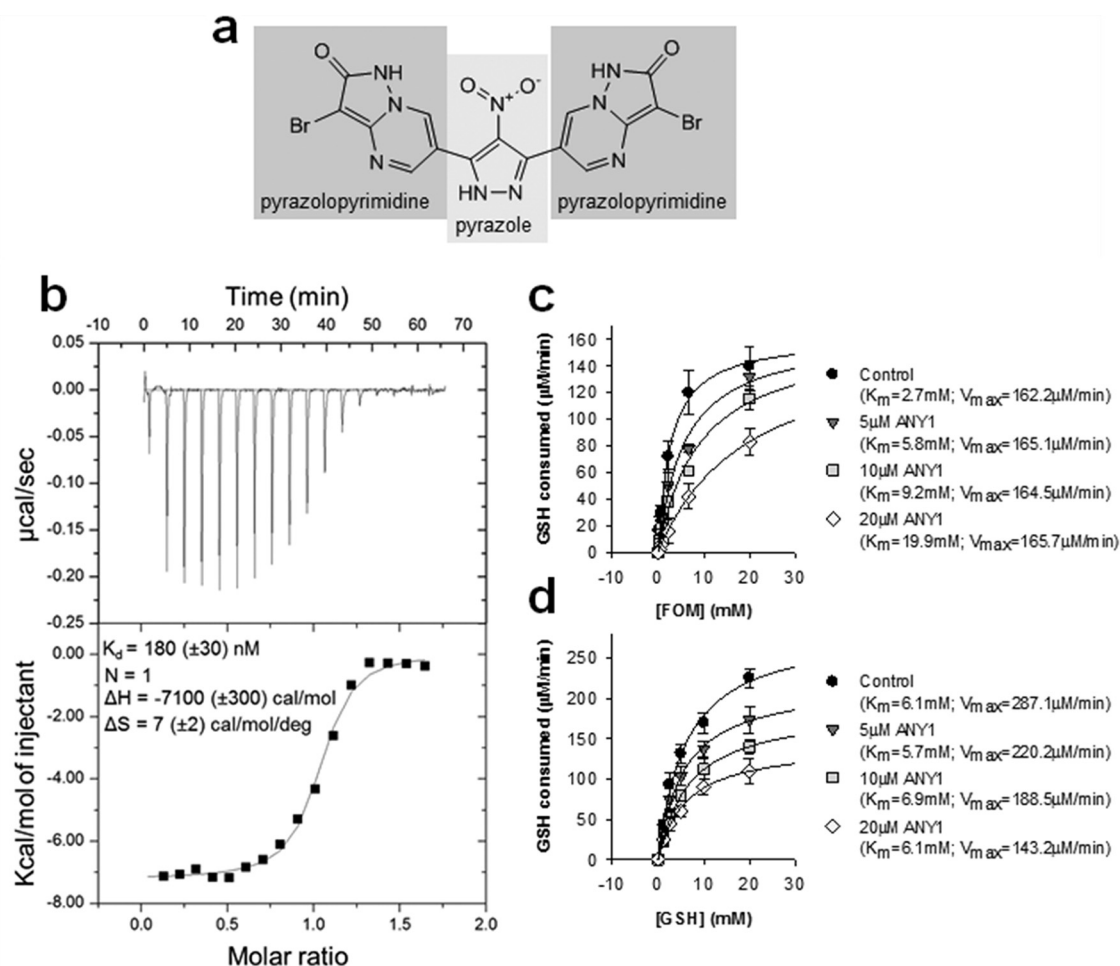 a
O
NH
N
Br
N
O
N+
O-
HN
N
HN
O
N
Br
N
pyrazolopyrimidine
pyrazole
pyrazolopyrimidine
b
Time (min)
-10 0 10 20 30 40 50 60 70
0.05
0.00
-0.05
-0.10
-0.15
-0.20
-0.25
µcal/sec
Kd = 180 (±30) nM
N = 1
ΔH = -7100 (±300) cal/mol
ΔS = 7 (±2) cal/mol/deg
0.00
-2.00
-4.00
-6.00
-8.00
Kcal/mol of injectant
0.0 0.5 1.0 1.5 2.0
Molar ratio
c
160
140
120
100
80
60
40
20
0
GSH consumed (µM/min)
-10 0 10 20 30
[FOM] (mM)
Control
(Km=2.7mM; Vmax=162.2µM/min)
5µM ANY1
(Km=5.8mM; Vmax=165.1µM/min)
10µM ANY1
(Km=9.2mM; Vmax=164.5µM/min)
20µM ANY1
(Km=19.9mM; Vmax=165.7µM/min)
d
250
200
150
100
50
0
GSH consumed (µM/min)
-10 0 10 20 30
[GSH] (mM)
Control
(Km=6.1mM; Vmax=287.1µM/min)
5µM ANY1
(Km=5.7mM; Vmax=220.2µM/min)
10µM ANY1
(Km=6.9mM; Vmax=188.5µM/min)
20µM ANY1
(Km=6.1mM; Vmax=143.2µM/min)